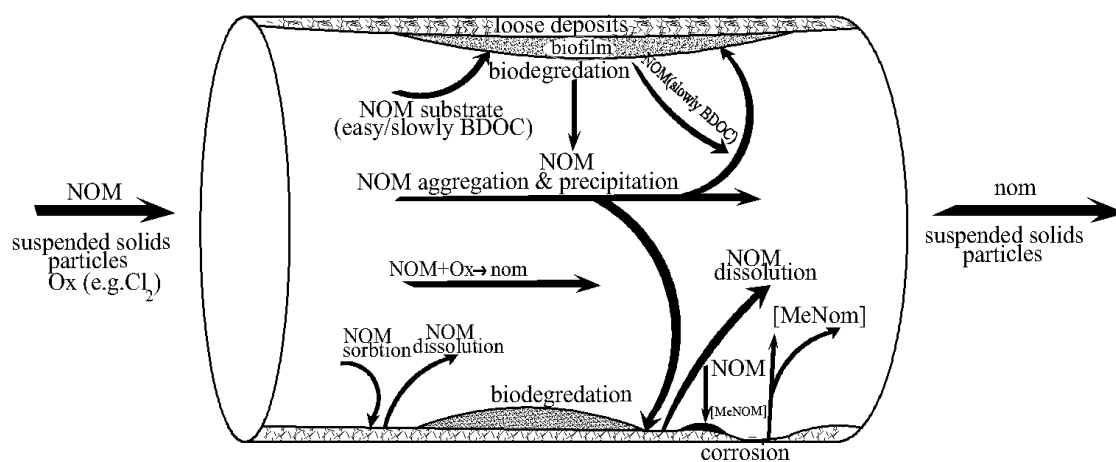 loose deposits
biofilm
biodegredation
NOM(slowly BDOC)
NOM substrate
(easy/slowly BDOC)
NOM
NOM aggregation & precipitation
NOM
suspended solids
particles
Ox (e.g.Cl2)
nom
suspended solids
particles
NOM+Ox→nom
NOM
dissolution
[MeNom]
NOM
sorbtion
NOM
dissolution
NOM
biodegredation
[MeNOM]
corrosion